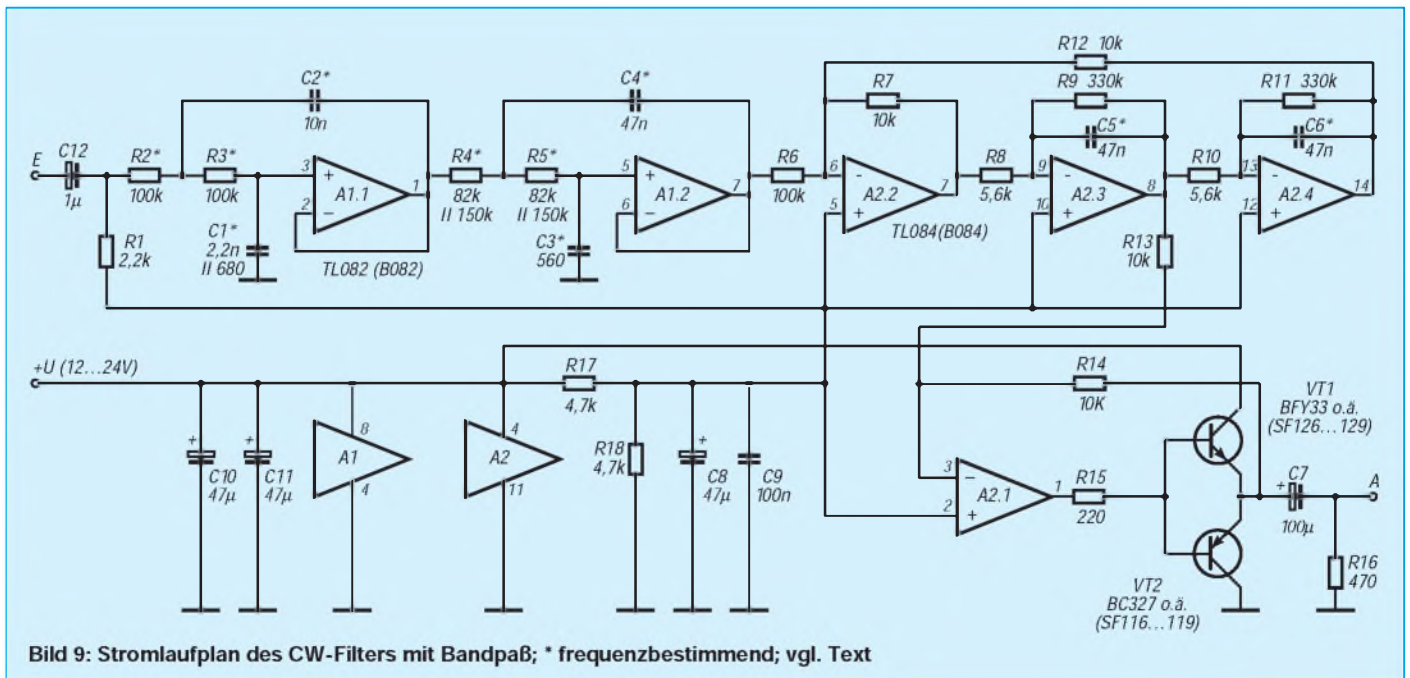 R12 10k
C2*
10n
C4*
47n
R7
10k
R9 330k
R11 330k
C5*
47n
C6*
47n
E
C12
1µ
R2*
100k
R3*
100k
3
+
2
−
A1.1
1
R4*
82k
II 150k
R5*
82k
II 150k
5
+
6
−
A1.2
7
R6
100k
6
-
5
+
A2.2
7
R8
5,6k
9
-
10
+
A2.3
8
R10
5,6k
13
-
12
+
A2.4
14
R1
2,2k
C1*
2,2n
II 680
TL082 (B082)
C3*
560
TL084(B084)
R13
10k
+U (12...24V)
R17
4,7k
R14
10K
VT1
BFY33 o.ä.
(SF126...129)
+
C10
47µ
+
C11
47µ
8
A1
4
4
A2
11
R18
4,7k
+
C8
47µ
C9
100n
3
−
2
+
A2.1
1
R15
220
+
C7
100µ
A
R16
470
VT2
BC327 o.ä.
(SF116...119)
Bild 9: Stromlaufplan des CW-Filters mit Bandpaß; * frequenzbestimmend; vgl. Text